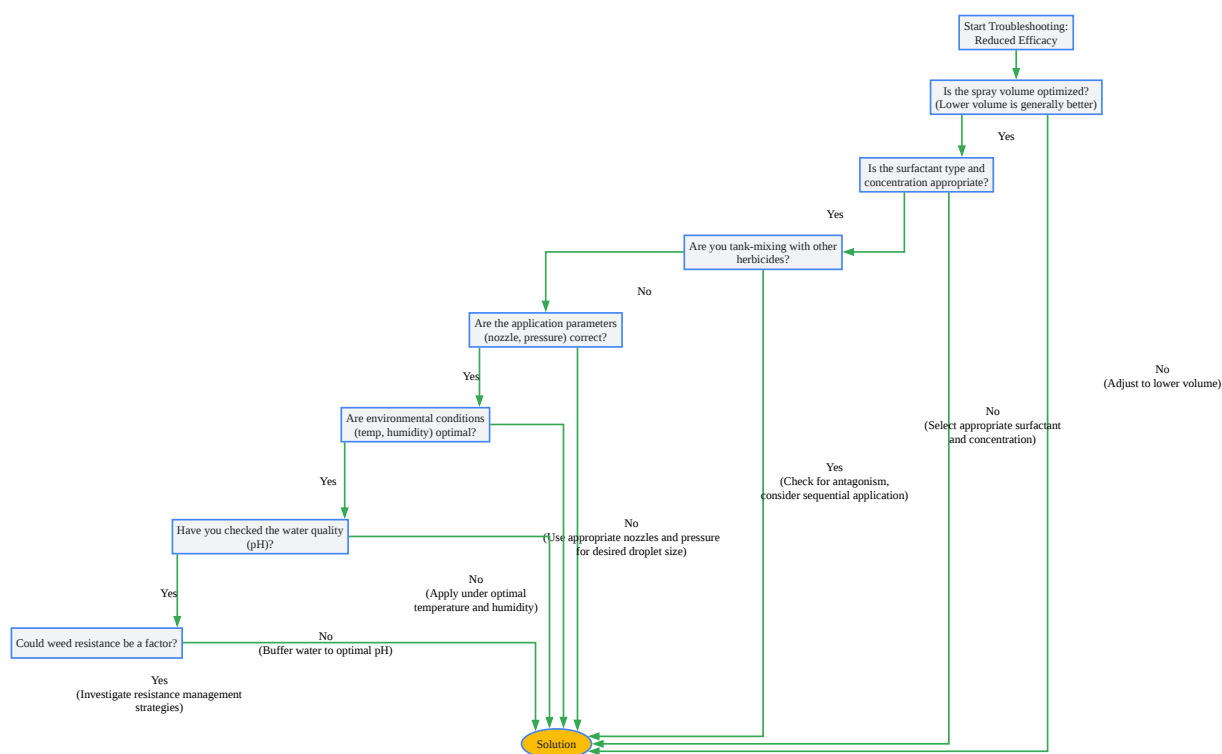 Start Troubleshooting:
Reduced Efficacy
Is the spray volume optimized?
(Lower volume is generally better)
Yes
Is the surfactant type and
concentration appropriate?
Yes
Are you tank-mixing with other
herbicides?
No
Are the application parameters
(nozzle, pressure) correct?
No
(Adjust to lower volume)
Yes
Are environmental conditions
(temp, humidity) optimal?
No
(Select appropriate surfactant
and concentration)
Yes
(Check for antagonism,
consider sequential application)
Yes
Have you checked the water quality
(pH)?
No
(Use appropriate nozzles and pressure
for desired droplet size)
No
(Apply under optimal
temperature and humidity)
Yes
Could weed resistance be a factor?
No
(Buffer water to optimal pH)
Yes
(Investigate resistance management
strategies)
Solution